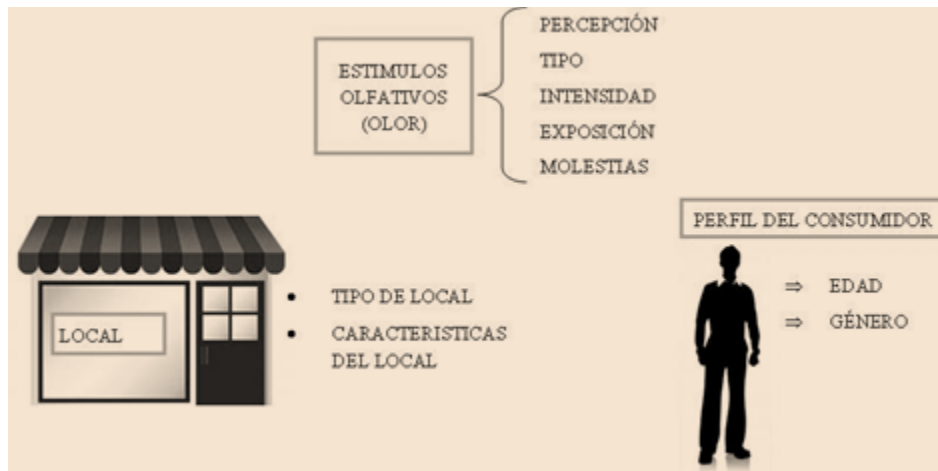 ESTIMULOS
OLFATIVOS
(OLOR)
PERCEPCIÓN
TIPO
INTENSIDAD
EXPOSICIÓN
MOLESTIAS
LOCAL
• TIPO DE LOCAL
• CARACTERISTICAS
DEL LOCAL
PERFIL DEL CONSUMIDOR
⇒ EDAD
⇒ GÉNERO